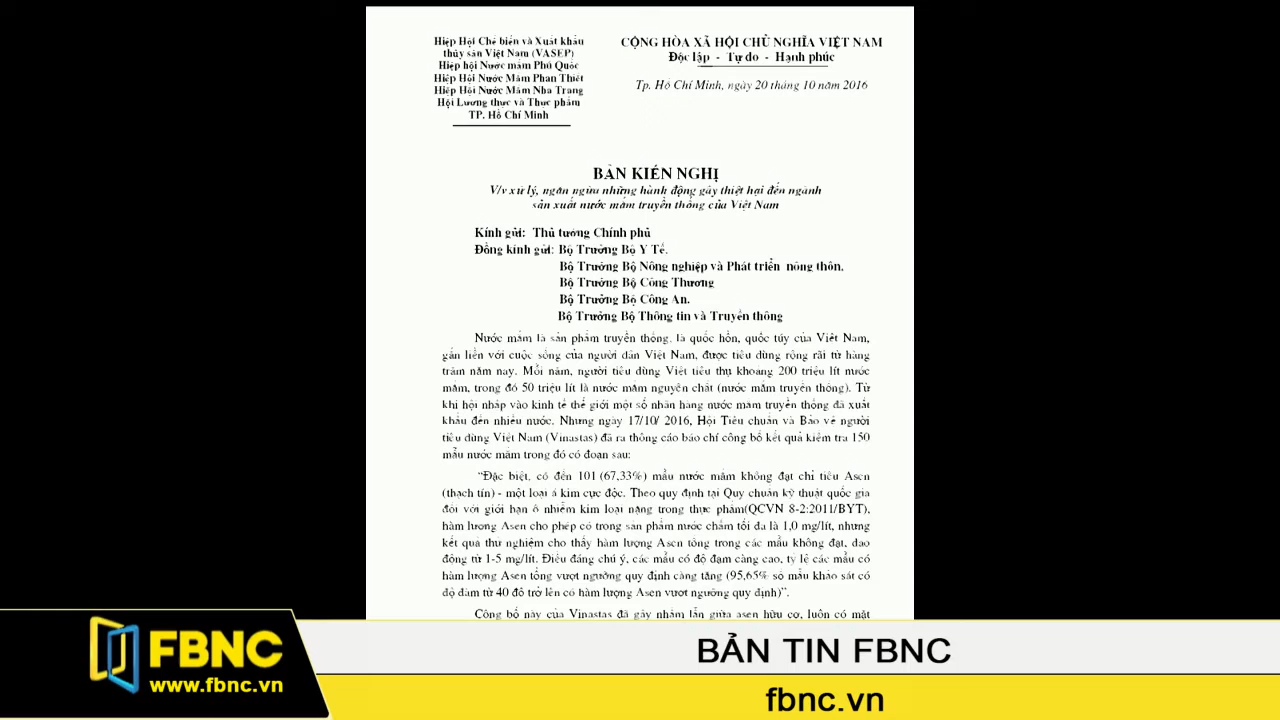 Hiệp Hội Chế biến và Xuất khẩu
thủy sản Việt Nam (VASEP)
Hiệp hội Nước mắm Phú Quốc
Hiệp Hội Nước Mắm Phan Thiết
Hiệp Hội Nước Mắm Nha Trang
Hội Lương thực và Thực phẩm
TP. Hồ Chí Minh
CỘNG HÒA XÃ HỘI CHỦ NGHĨA VIỆT NAM
Độc lập - Tự do - Hạnh phúc
Tp. Hồ Chí Minh, ngày 20 tháng 10 năm 2016
BẢN KIẾN NGHỊ
V/v xử lý, ngăn ngừa những hành động gây thiệt hại đến ngành
sản xuất nước mắm truyền thống của Việt Nam
Kính gửi: Thủ tướng Chính phủ
Đồng kính gửi: Bộ Trưởng Bộ Y Tế.
Bộ Trưởng Bộ Nông nghiệp và Phát triển nông thôn.
Bộ Trưởng Bộ Công Thương
Bộ Trưởng Bộ Công An.
Bộ Trưởng Bộ Thông tin và Truyền thông
Nước mắm là sản phẩm truyền thống, là quốc hồn, quốc túy của Việt Nam,
gắn liền với cuộc sống của người dân Việt Nam, được tiêu dùng rộng rãi từ hàng
trăm năm nay. Mỗi năm, người tiêu dùng Việt tiêu thụ khoảng 200 triệu lít nước
mắm, trong đó 50 triệu lít là nước mắm nguyên chất (nước mắm truyền thống). Từ
khi hội nhập vào kinh tế thế giới một số nhãn hàng nước mắm truyền thống đã xuất
khẩu đến nhiều nước. Nhưng ngày 17/10/ 2016, Hội Tiêu chuẩn và Bảo vệ người
tiêu dùng Việt Nam (Vinastas) đã ra thông cáo báo chí công bố kết quả kiểm tra 150
mẫu nước mắm trong đó có đoạn sau:
“Đặc biệt, có đến 101 (67,33%) mẫu nước mắm không đạt chỉ tiêu Asen
(thạch tín) - một loại á kim cực độc. Theo quy định tại Quy chuẩn kỹ thuật quốc gia
đối với giới hạn ô nhiễm kim loại nặng trong thực phẩm(QCVN 8-2:2011/BYT),
hàm lượng Asen cho phép có trong sản phẩm nước chấm tối đa là 1,0 mg/lít, nhưng
kết quả thử nghiệm cho thấy hàm lượng Asen tổng trong các mẫu không đạt, dao
động từ 1-5 mg/lít. Điều đáng chú ý, các mẫu có độ đạm càng cao, tỷ lệ các mẫu có
hàm lượng Asen tổng vượt ngưỡng quy định càng tăng (95,65% số mẫu khảo sát có
độ đạm từ 40 độ trở lên có hàm lượng Asen vượt ngưỡng quy định)”.
Công bố này của Vinastas đã gây nhầm lẫn giữa asen hữu cơ, luôn có mặt
FBNC
www.fbnc.vn
BẢN TIN FBNC
fbnc.vn